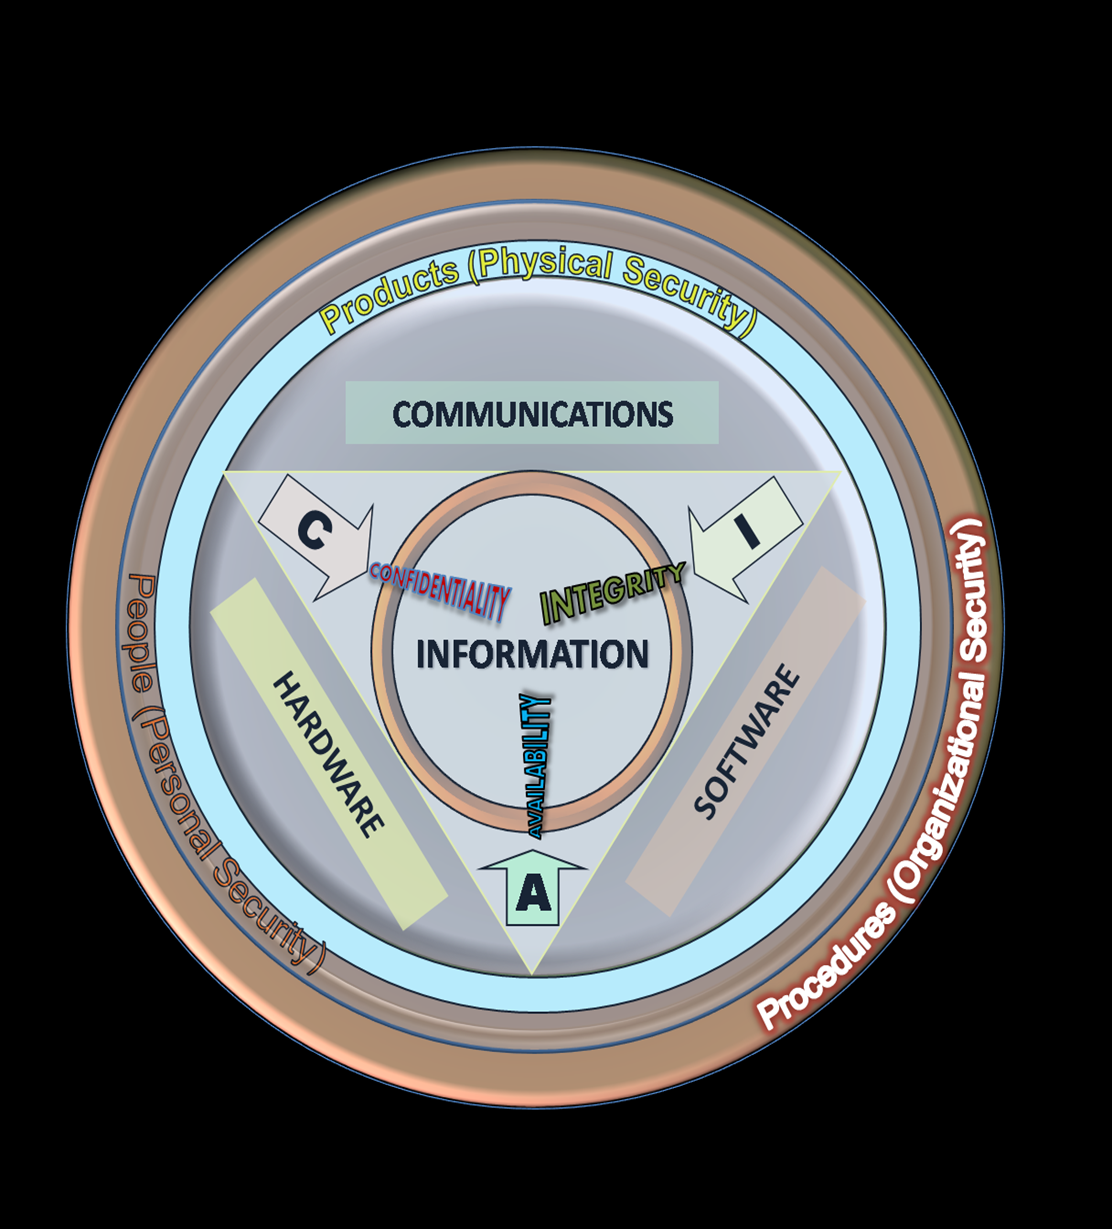 Products (Physical Security)
COMMUNICATIONS
C
I
CONFIDENTIALITY
INTEGRITY
INFORMATION
AVAILABILITY
A
HARDWARE
SOFTWARE
People (Personal Security)
Procedures (Organizational Security)